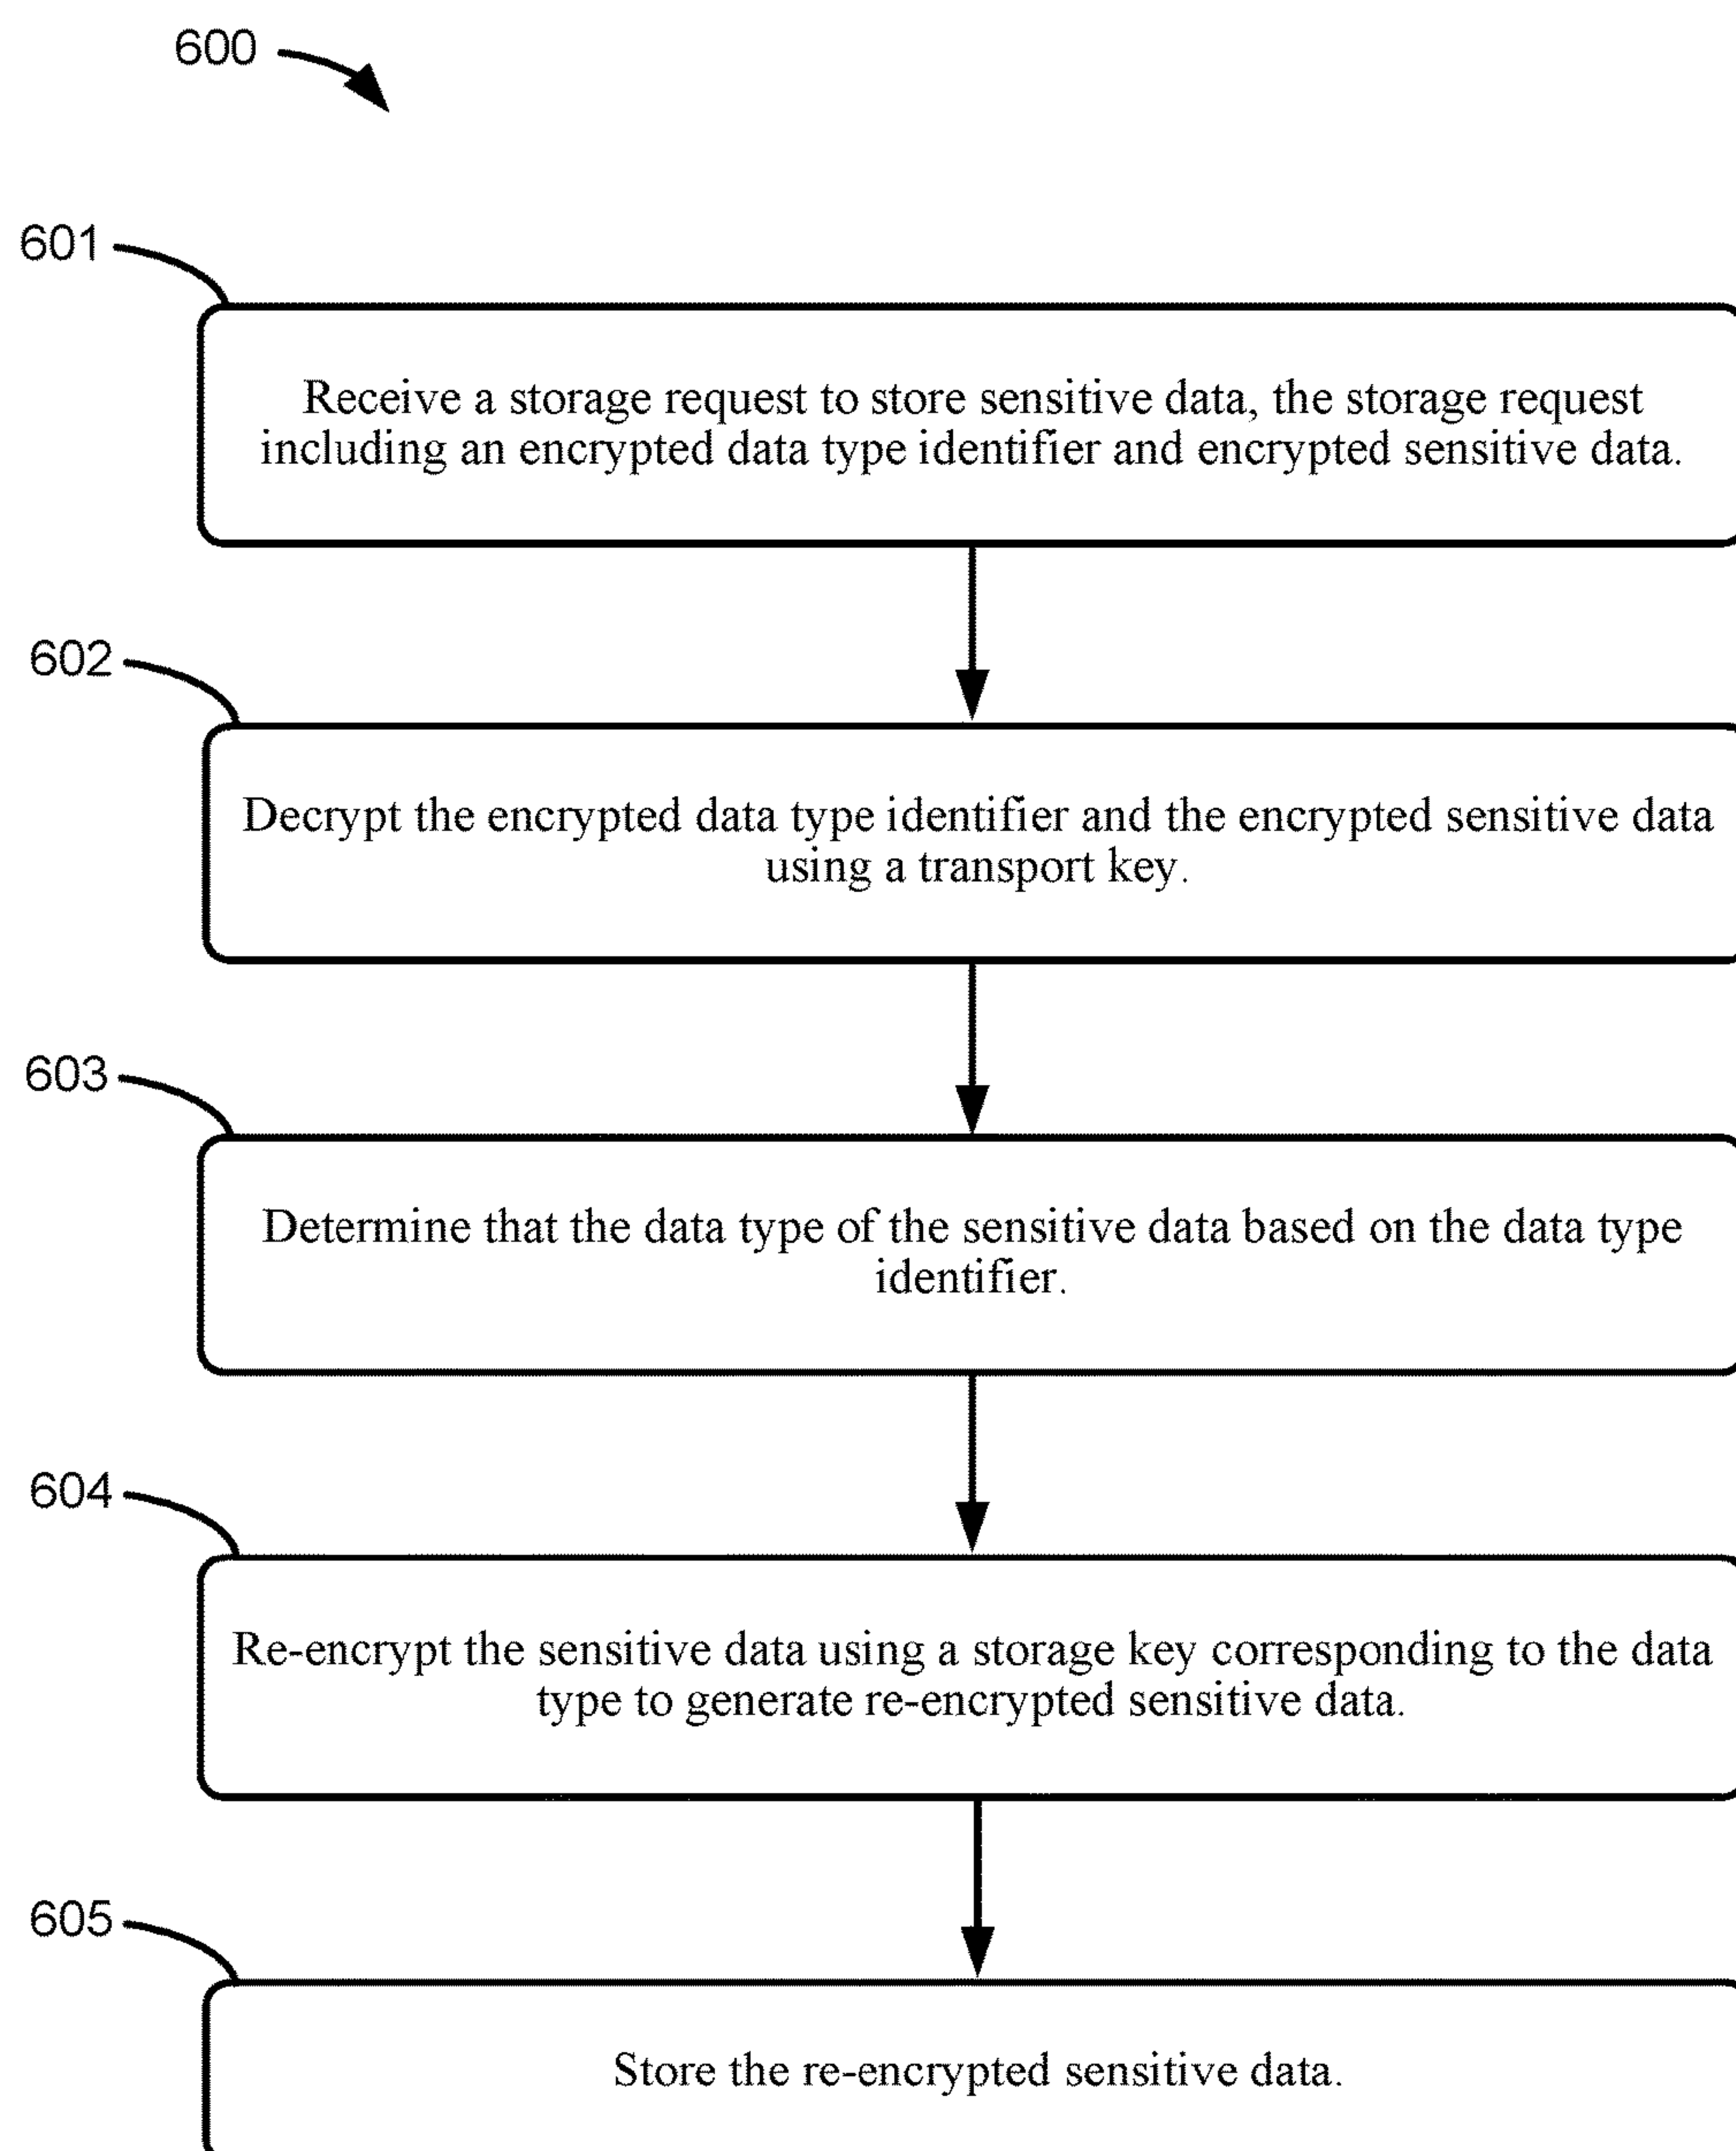 600
601
Receive a storage request to store sensitive data, the storage request
including an encrypted data type identifier and encrypted sensitive data.
602
Decrypt the encrypted data type identifier and the encrypted sensitive data
using a transport key.
603
Determine that the data type of the sensitive data based on the data type
identifier.
604
Re-encrypt the sensitive data using a storage key corresponding to the data
type to generate re-encrypted sensitive data.
605
Store the re-encrypted sensitive data.